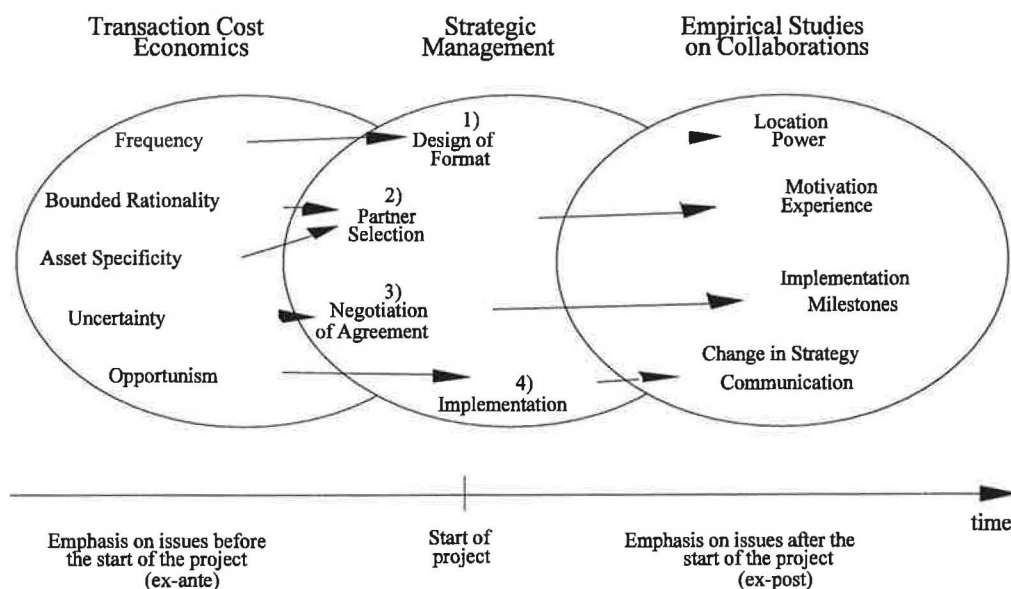 Transaction Cost
Economics
Strategic
Management
Empirical Studies
on Collaborations
Frequency
Bounded Rationality
Asset Specificity
Uncertainty
Opportunism
1)
Design of
Format
2)
Partner
Selection
3)
Negotiation
of Agreement
4)
Implementation
Location
Power
Motivation
Experience
Implementation
Milestones
Change in Strategy
Communication
time
Emphasis on issues before
the start of the project
(ex-ante)
Start of
project
Emphasis on issues after the
start of the project
(ex-post)